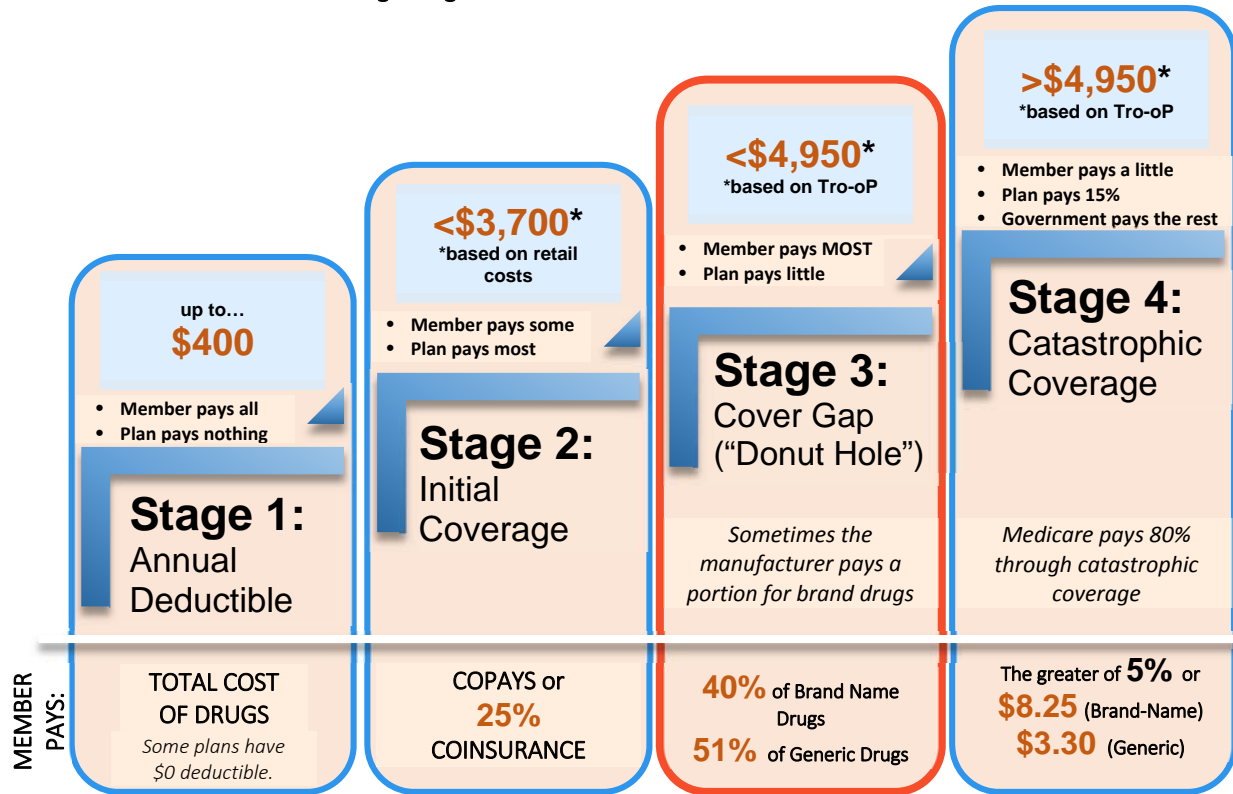 up to…
$400
• Member pays all
• Plan pays nothing
Stage 1:
Annual
Deductible
<$3,700*
*based on retail
costs
• Member pays some
• Plan pays most
Stage 2:
Initial
Coverage
<$4,950*
*based on Tro-oP
• Member pays MOST
• Plan pays little
Stage 3:
Cover Gap
(“Donut Hole”)
Sometimes the
manufacturer pays a
portion for brand drugs
>$4,950*
*based on Tro-oP
• Member pays a little
• Plan pays 15%
• Government pays the rest
Stage 4:
Catastrophic
Coverage
Medicare pays 80%
through catastrophic
coverage
MEMBER
PAYS:
TOTAL COST
OF DRUGS
Some plans have
$0 deductible.
COPAYS or
25%
COINSURANCE
40% of Brand Name
Drugs
51% of Generic Drugs
The greater of 5% or
$8.25 (Brand-Name)
$3.30 (Generic)